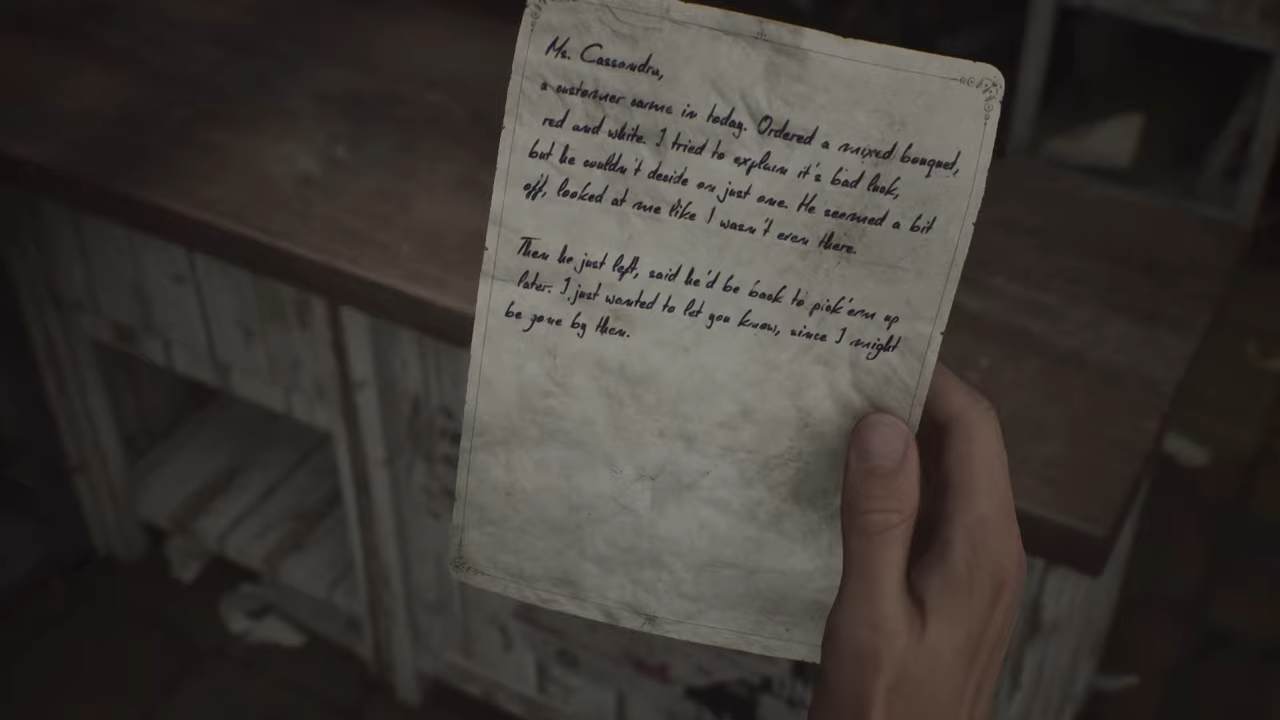 Ms. Cassandra,
a customer came in today. Ordered a mixed bouquet,
red and white. I tried to explain it's bad luck,
but he couldn't decide on just one. He seemed a bit
off, looked at me like I wasn't even there.
Then he just left, said he'd be back to pick'em up
later. I just wanted to let you know, since I might
be gone by then.